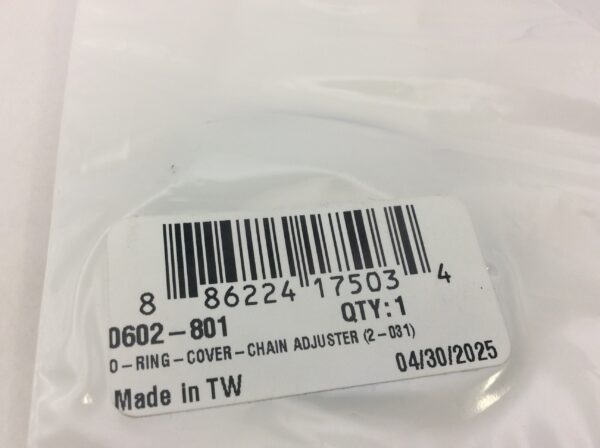 8 86224 17503 4
D602-801 QTY:1
O-RING-COVER-CHAIN ADJUSTER (2-031)
Made in TW 04/30/2025